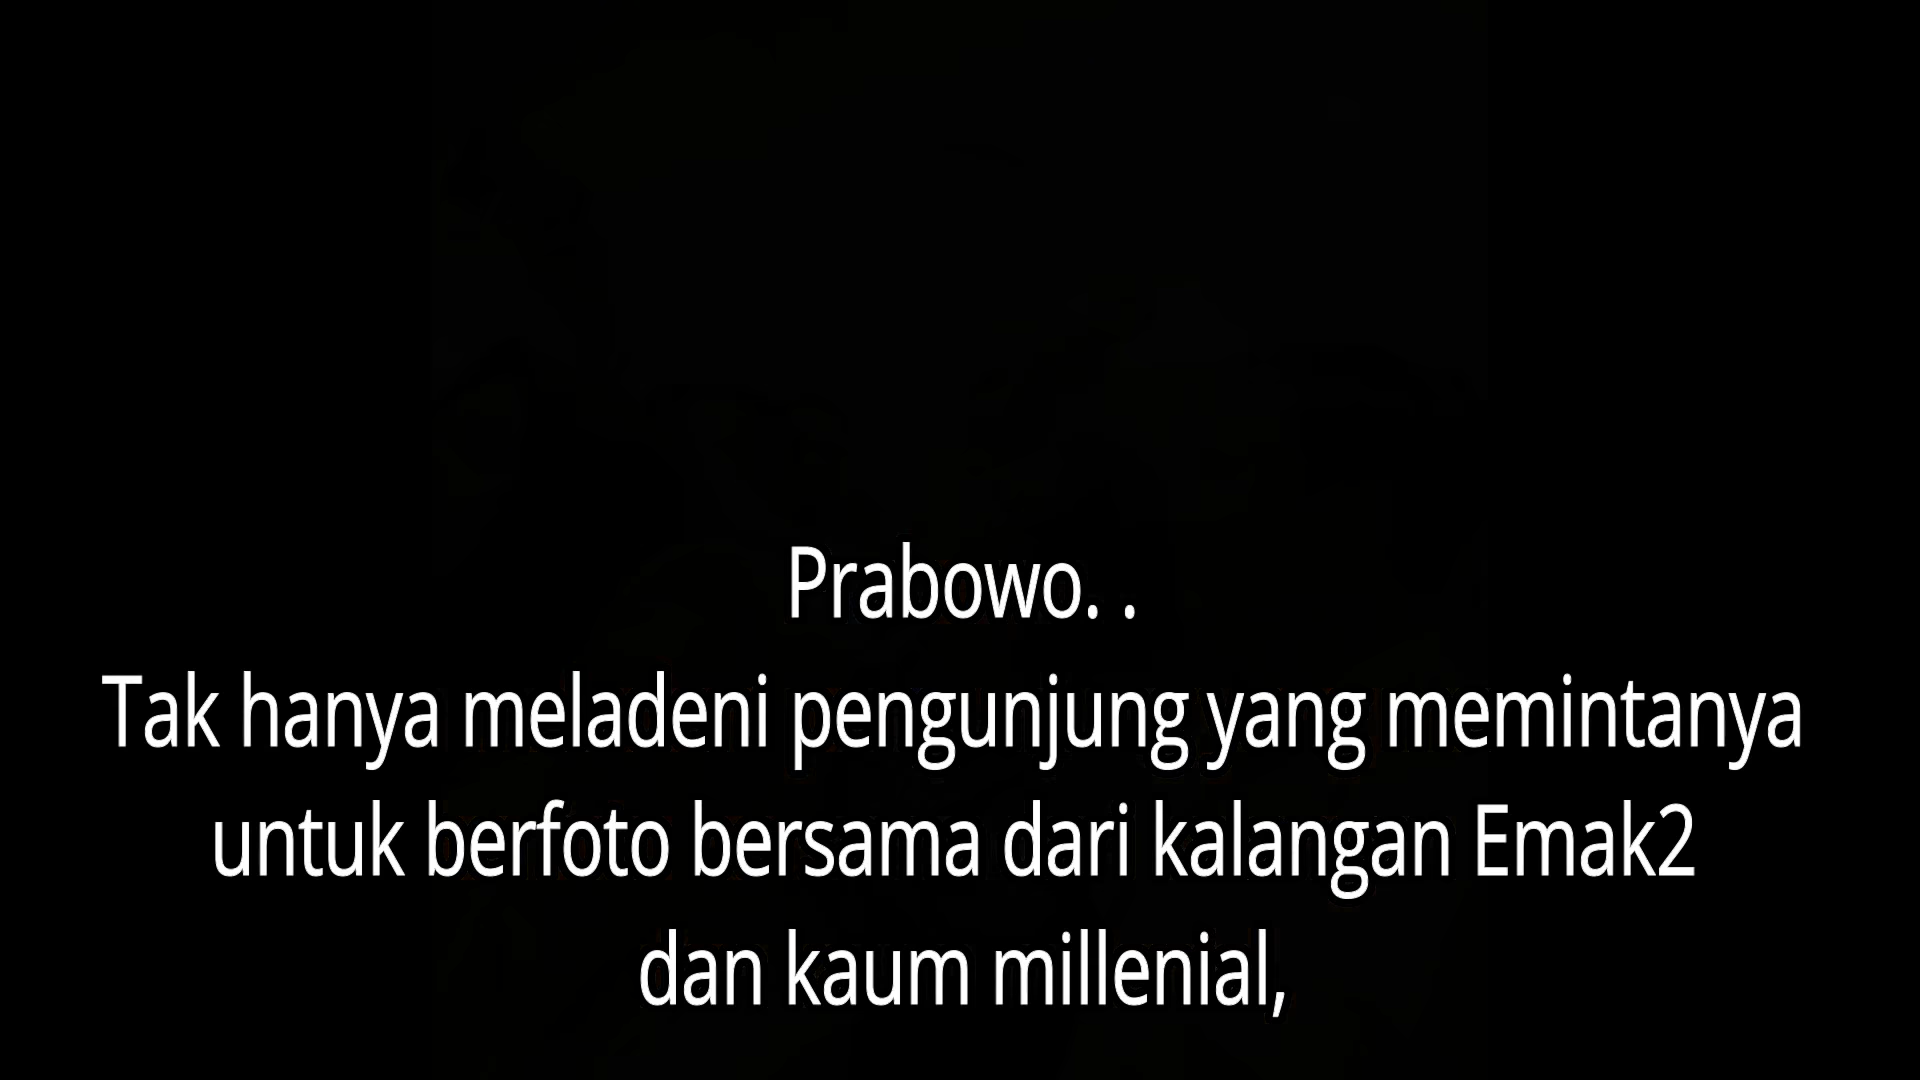 Prabowo. .
Tak hanya meladeni pengunjung yang memintanya
untuk berfoto bersama dari kalangan Emak2
dan kaum millenial,